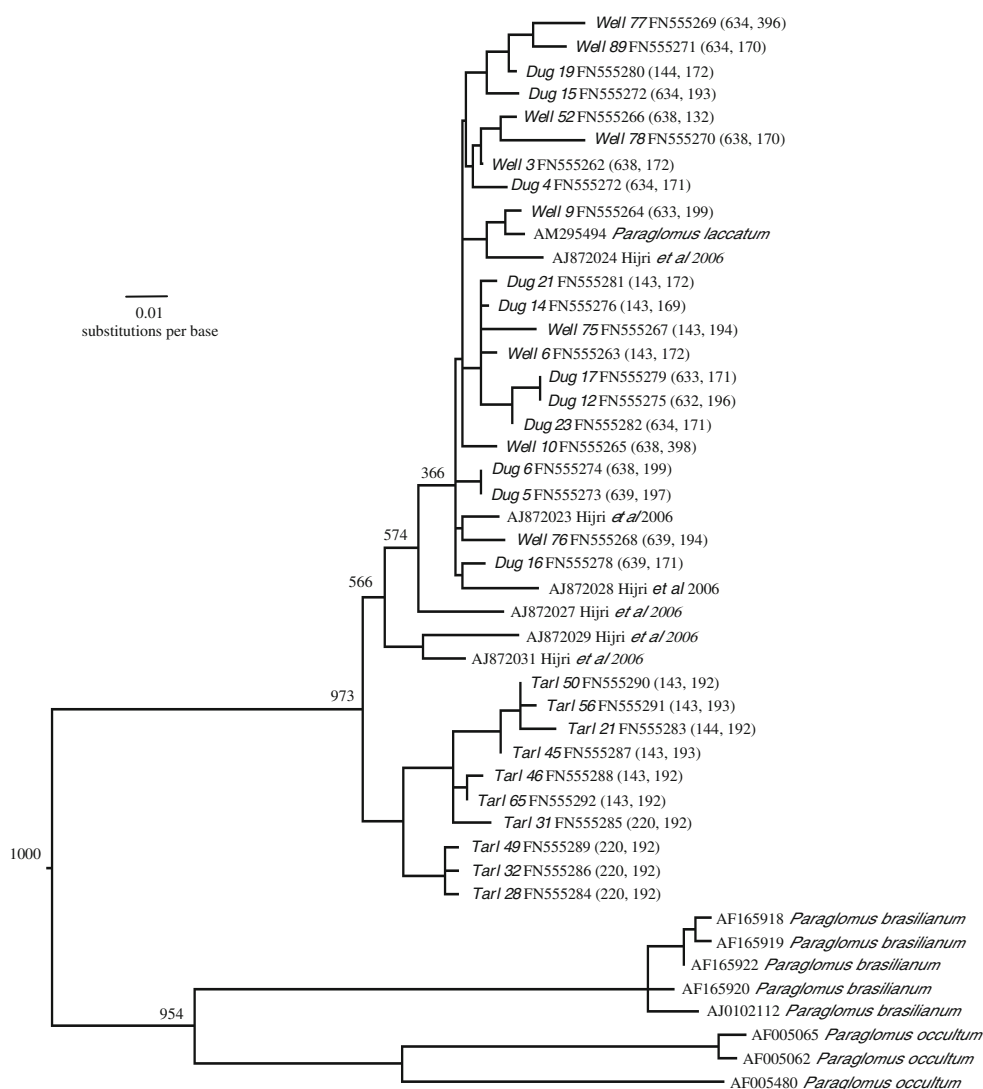 Well 77 FN555269 (634, 396)
Well 89 FN555271 (634, 170)
Dug 19 FN555280 (144, 172)
Dug 15 FN555272 (634, 193)
Well 52 FN555266 (638, 132)
Well 78 FN555270 (638, 170)
Well 3 FN555262 (638, 172)
Dug 4 FN555272 (634, 171)
Well 9 FN555264 (633, 199)
AM295494 Paraglomus laccatum
AJ872024 Hijri et al 2006
Dug 21 FN555281 (143, 172)
0.01
substitutions per base
Dug 14 FN555276 (143, 169)
Well 75 FN555267 (143, 194)
Well 6 FN555263 (143, 172)
Dug 17 FN555279 (633, 171)
Dug 12 FN555275 (632, 196)
Dug 23 FN555282 (634, 171)
Well 10 FN555265 (638, 398)
366
Dug 6 FN555274 (638, 199)
Dug 5 FN555273 (639, 197)
AJ872023 Hijri et al 2006
574
Well 76 FN555268 (639, 194)
Dug 16 FN555278 (639, 171)
566
AJ872028 Hijri et al 2006
AJ872027 Hijri et al 2006
AJ872029 Hijri et al 2006
AJ872031 Hijri et al 2006
973
Tarl 50 FN555290 (143, 192)
Tarl 56 FN555291 (143, 193)
Tarl 21 FN555283 (144, 192)
Tarl 45 FN555287 (143, 193)
Tarl 46 FN555288 (143, 192)
Tarl 65 FN555292 (143, 192)
Tarl 31 FN555285 (220, 192)
1000
Tarl 49 FN555289 (220, 192)
Tarl 32 FN555286 (220, 192)
Tarl 28 FN555284 (220, 192)
AF165918 Paraglomus brasilianum
AF165919 Paraglomus brasilianum
AF165922 Paraglomus brasilianum
AF165920 Paraglomus brasilianum
954
AJ0102112 Paraglomus brasilianum
AF005065 Paraglomus occultum
AF005062 Paraglomus occultum
AF005480 Paraglomus occultum